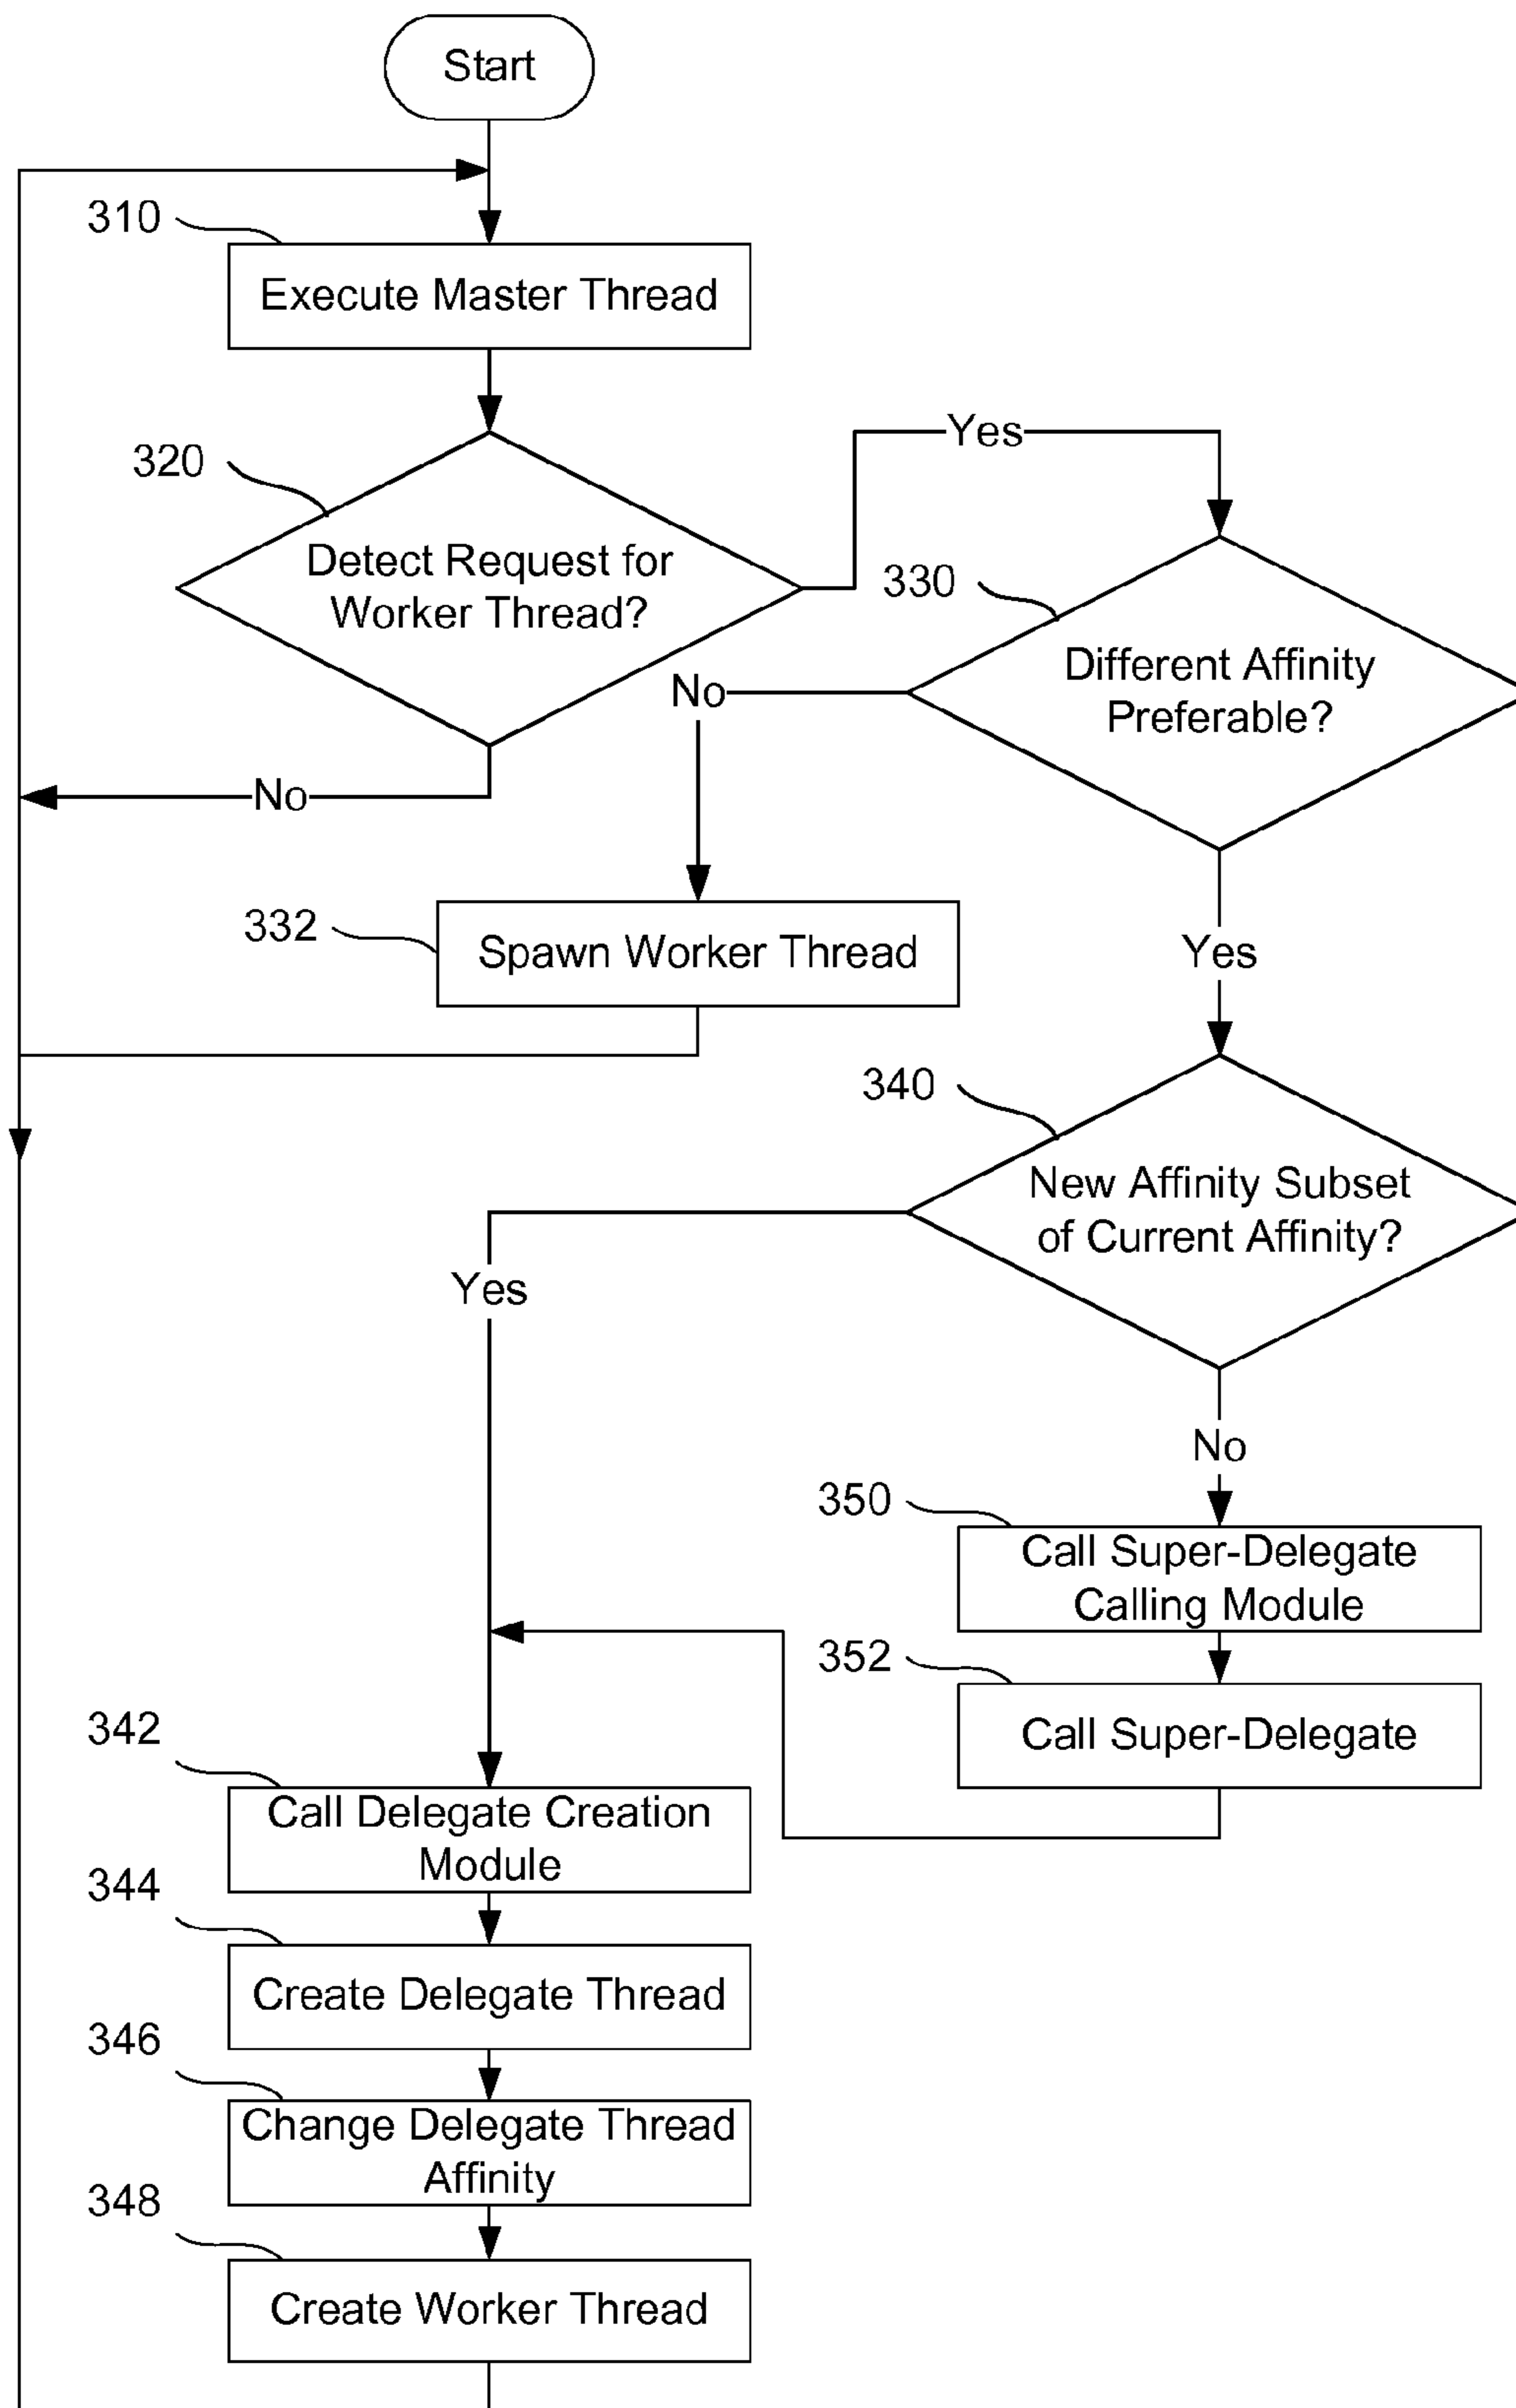 Start
310
Execute Master Thread
320
Detect Request for
Worker Thread?
Yes
330
Different Affinity
Preferable?
No
No
332
Spawn Worker Thread
Yes
340
New Affinity Subset
of Current Affinity?
Yes
No
350
Call Super-Delegate
Calling Module
352
Call Super-Delegate
342
Call Delegate Creation
Module
344
Create Delegate Thread
346
Change Delegate Thread
Affinity
348
Create Worker Thread